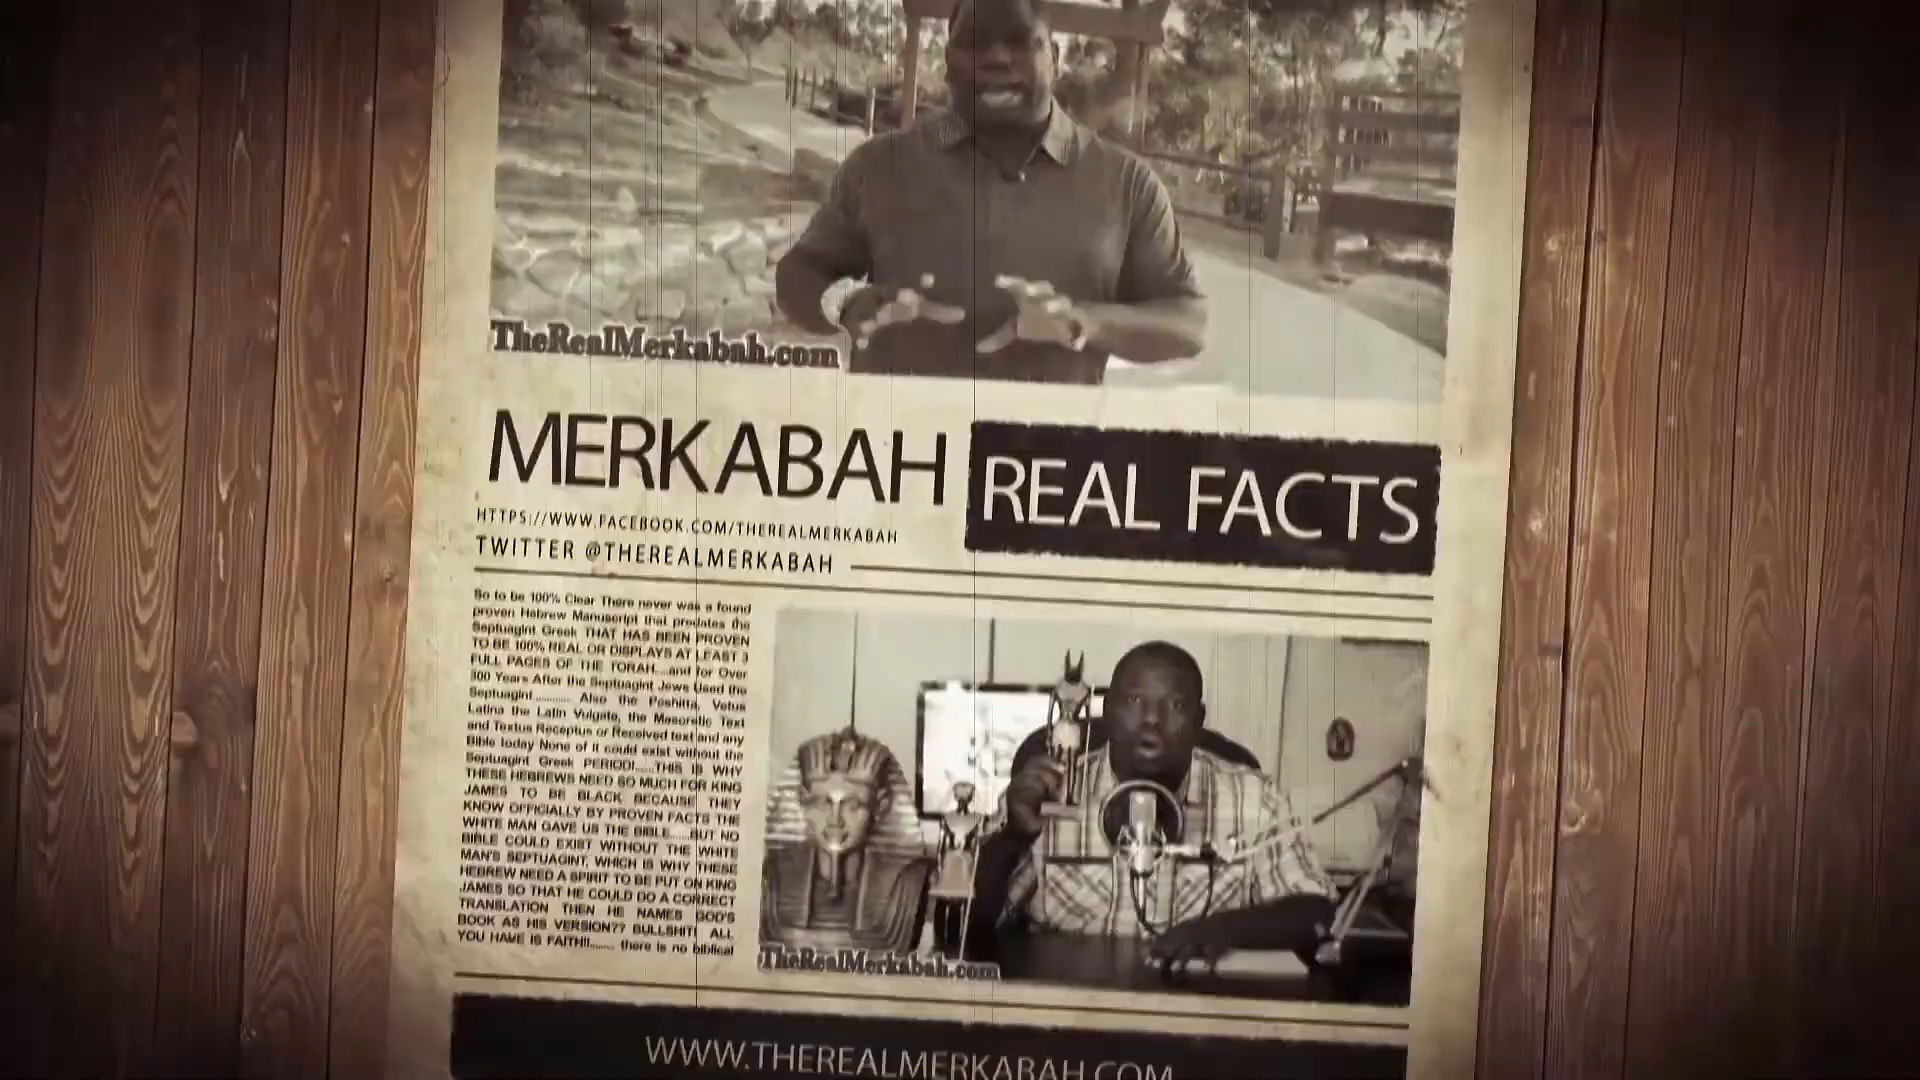 TheRealMerkabah.com
MERKABAH REAL FACTS
HTTPS://WWW.FACEBOOK.COM/THEREALMERKABAH
TWITTER @THEREALMERKABAH
So to be 100% Clear There never was a found
proven Hebrew Manuscript that predates the
Septuagint Greek THAT HAS BEEN PROVEN
TO BE 100% REAL OR DISPLAYS AT LEAST 3
FULL PAGES OF THE TORAH....and for Over
300 Years After the Septuagint Jews Used the
Septuagint............ Also the Peshitta, Vetus
Latina the Latin Vulgate, the Masoretic Text
and Textus Receptus or Received text and any
Bible today None of it could exist without the
Septuagint Greek PERIOD!......THIS IS WHY
THESE HEBREWS NEED SO MUCH FOR KING
JAMES TO BE BLACK BECAUSE THEY
KNOW OFFICIALLY BY PROVEN FACTS THE
WHITE MAN GAVE US THE BIBLE.....BUT NO
BIBLE COULD EXIST WITHOUT THE WHITE
MAN'S SEPTUAGINT, WHICH IS WHY THESE
HEBREW NEED A SPIRIT TO BE PUT ON KING
JAMES SO THAT HE COULD DO A CORRECT
TRANSLATION THEN HE NAMES GOD'S
BOOK AS HIS VERSION?? BULLSHIT! ALL
YOU HAVE IS FAITH!!....... there is no biblical
TheRealMerkabah.com
WWW.THEREALMERKABAH.COM